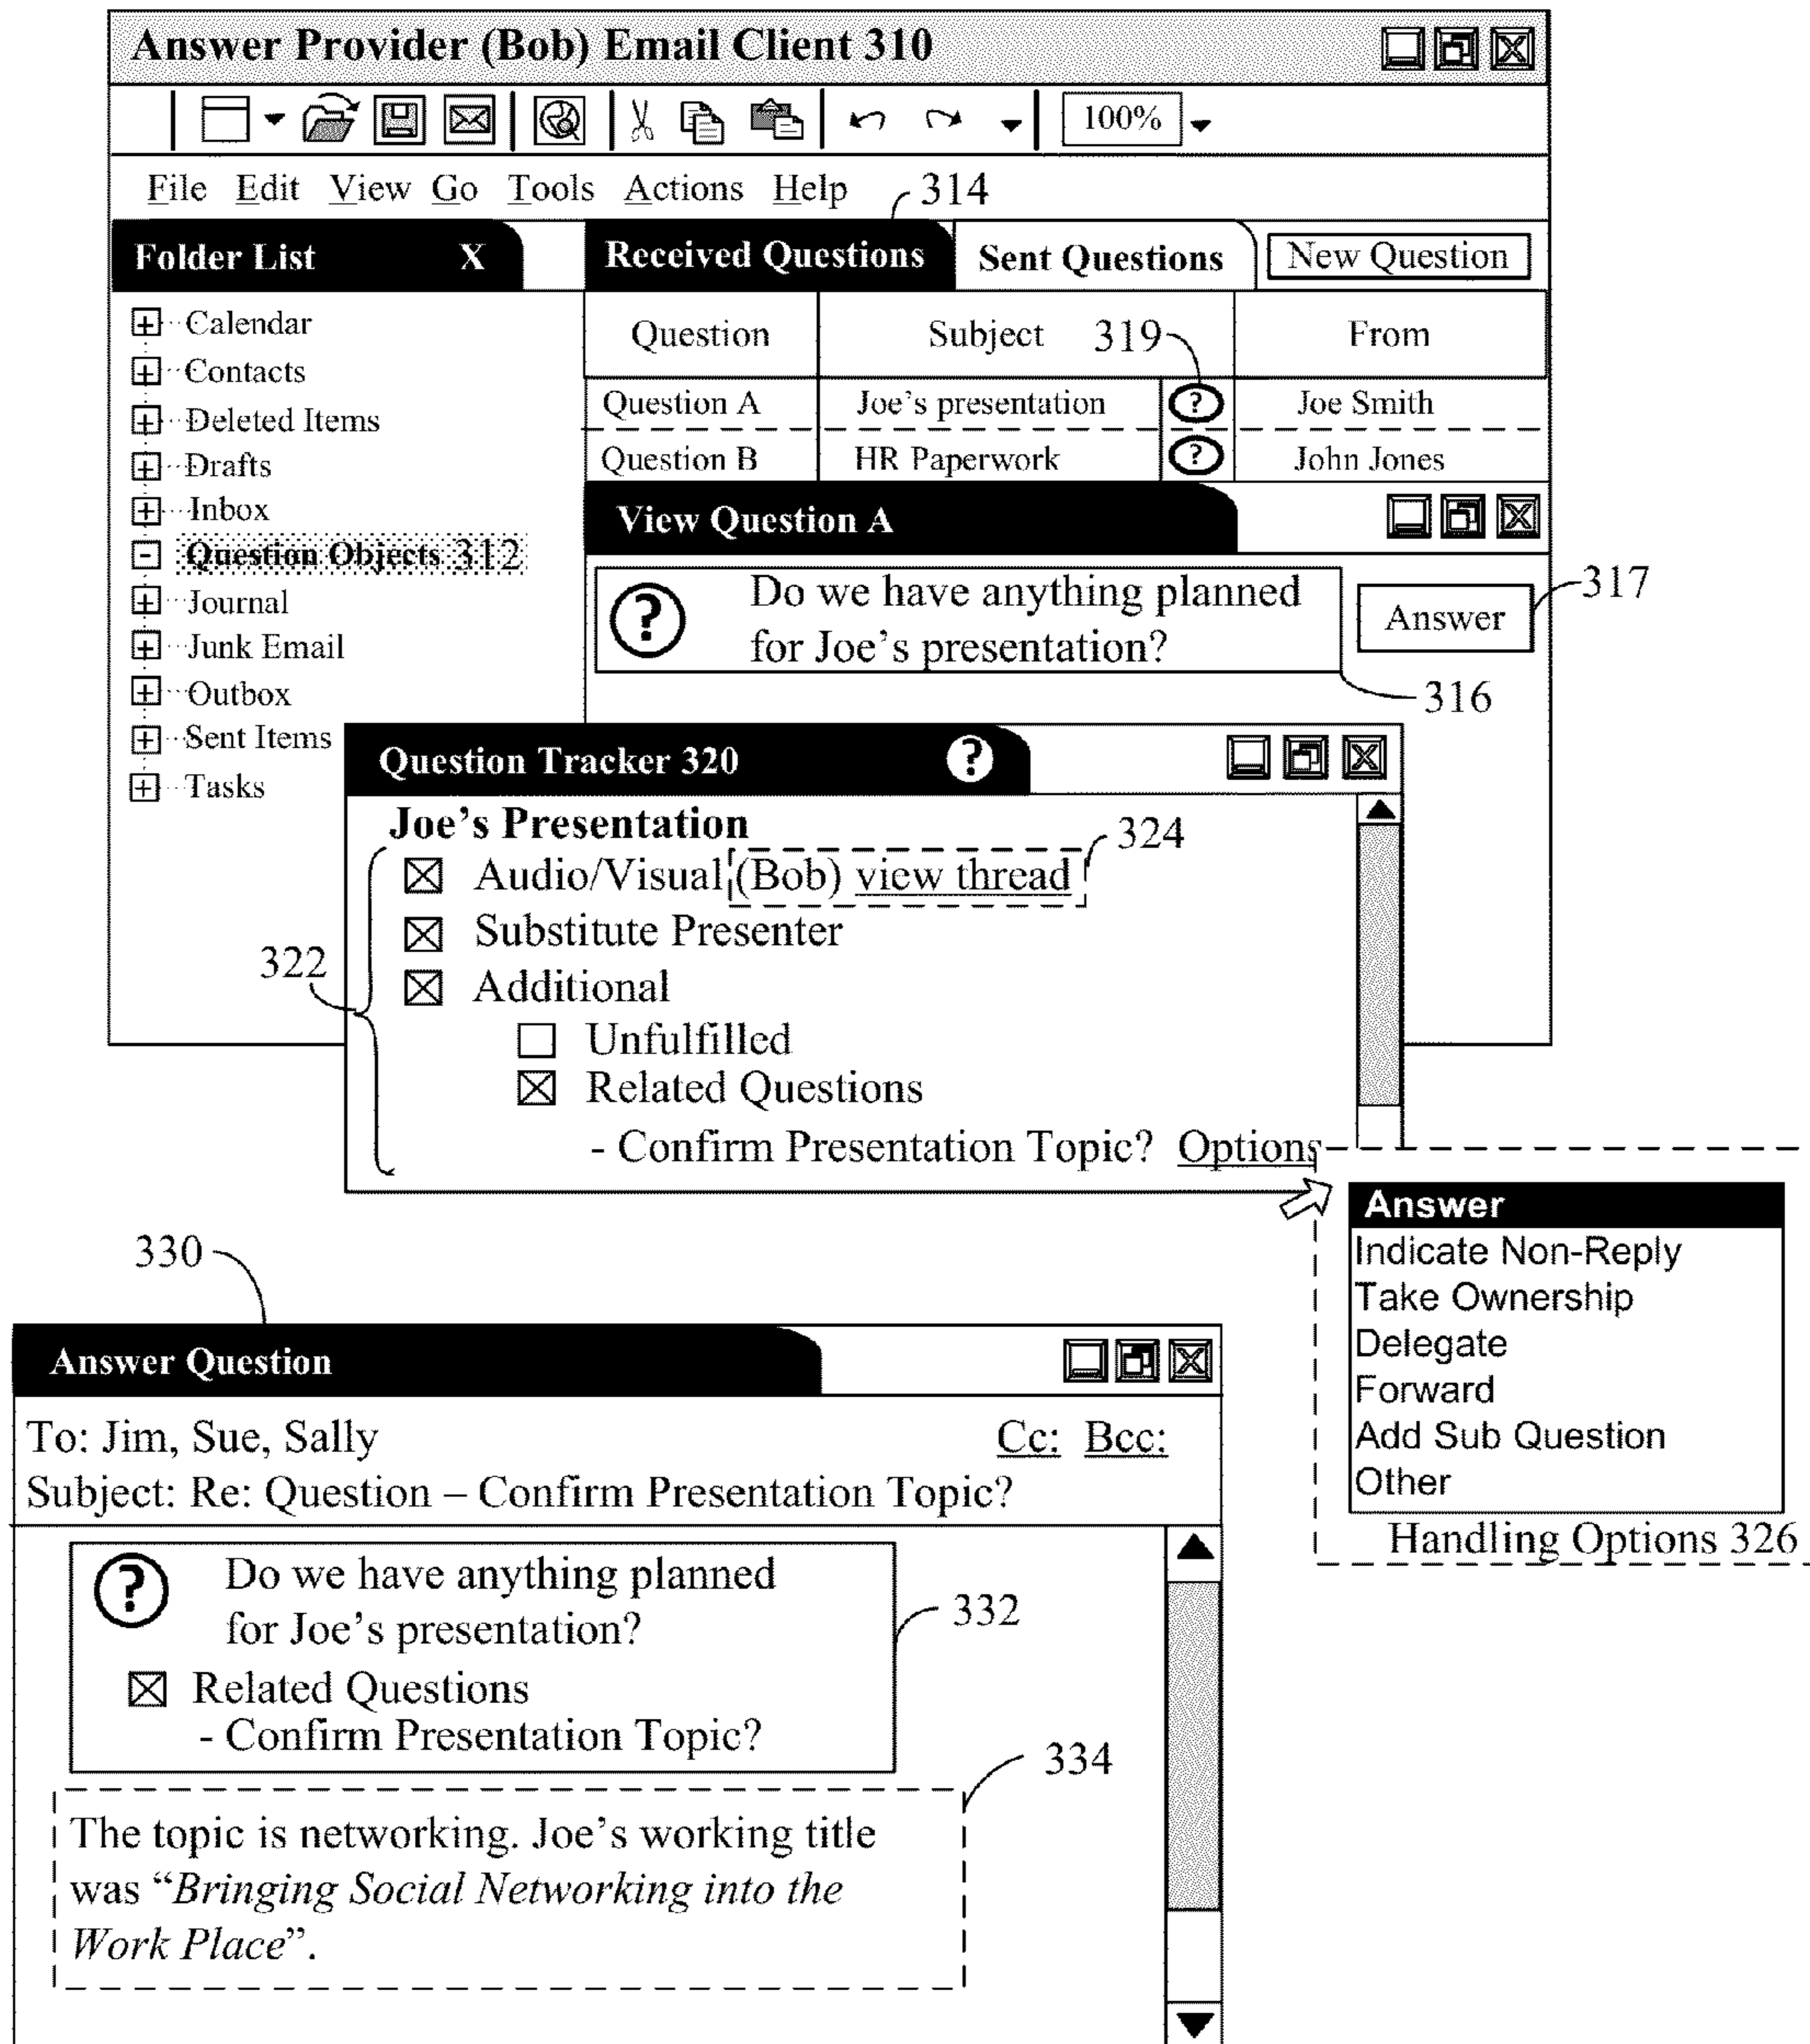 Answer Provider (Bob) Email Client 310
100%
File Edit View Go Tools Actions Help
314
Folder List X
Received Questions Sent Questions New Question
Question Subject 319 From
Question A Joe's presentation ? Joe Smith
Question B HR Paperwork ? John Jones
Calendar
Contacts
Deleted Items
Drafts
Inbox
Question Objects 312
Journal
Junk Email
Outbox
Sent Items
Tasks
View Question A
? Do we have anything planned
for Joe's presentation?
Answer
317
316
Question Tracker 320 ?
Joe's Presentation
Audio/Visual (Bob) view thread
324
Substitute Presenter
322
Additional
Unfulfilled
Related Questions
- Confirm Presentation Topic? Options
Answer
Indicate Non-Reply
Take Ownership
Delegate
Forward
Add Sub Question
Other
Handling Options 326
330
Answer Question
To: Jim, Sue, Sally Cc: Bcc:
Subject: Re: Question – Confirm Presentation Topic?
? Do we have anything planned
for Joe's presentation?
332
Related Questions
- Confirm Presentation Topic?
334
The topic is networking. Joe's working title
was “Bringing Social Networking into the
Work Place”.